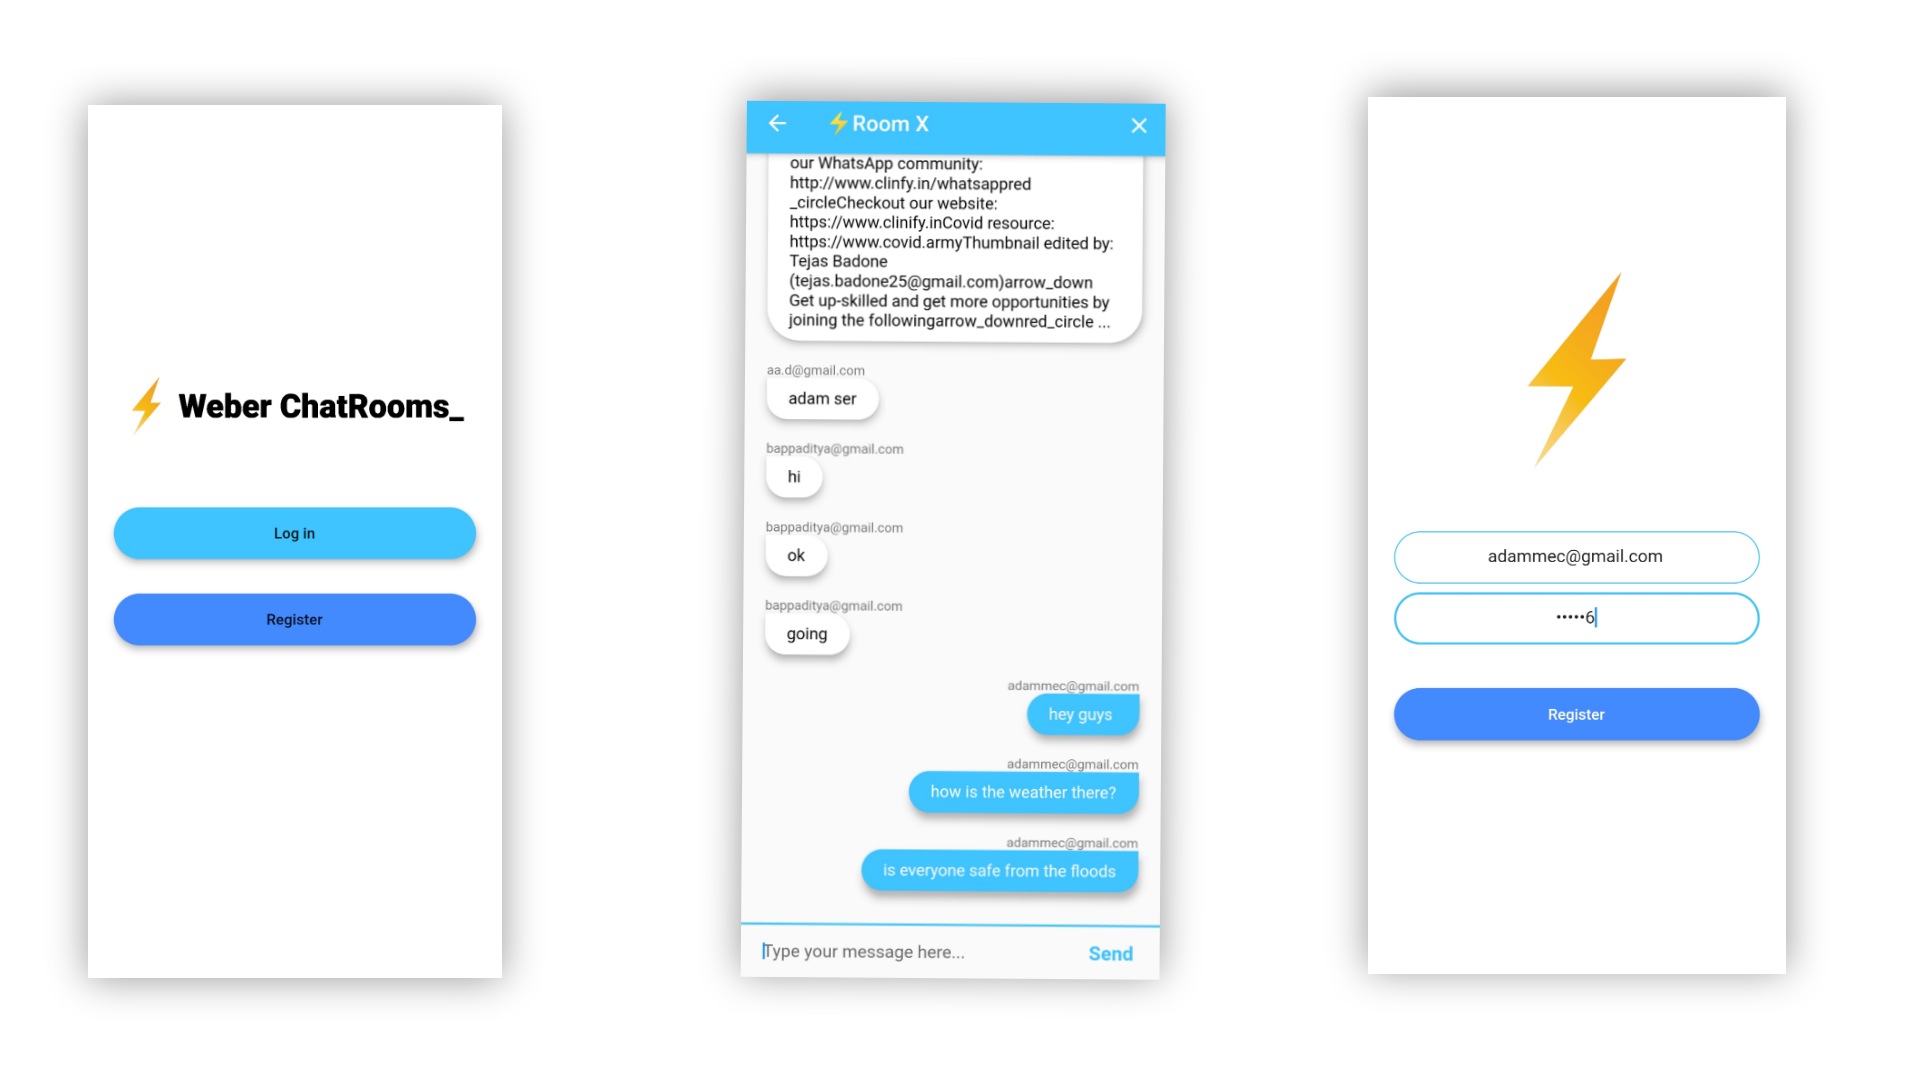 Weber ChatRooms_
Log in
Register
Room X
our WhatsApp community:
http://www.clinfy.in/whatsappred
_circleCheckout our website:
https://www.clinify.inCovid resource:
https://www.covid.armyThumbnail edited by:
Tejas Badone
(tejas.badone25@gmail.com)arrow_down
Get up-skilled and get more opportunities by
joining the followingarrow_downred_circle ...
aa.d@gmail.com
adam ser
bappaditya@gmail.com
hi
bappaditya@gmail.com
ok
bappaditya@gmail.com
going
adammec@gmail.com
hey guys
adammec@gmail.com
how is the weather there?
adammec@gmail.com
is everyone safe from the floods
Type your message here...
Send
adammec@gmail.com
•••••6
Register